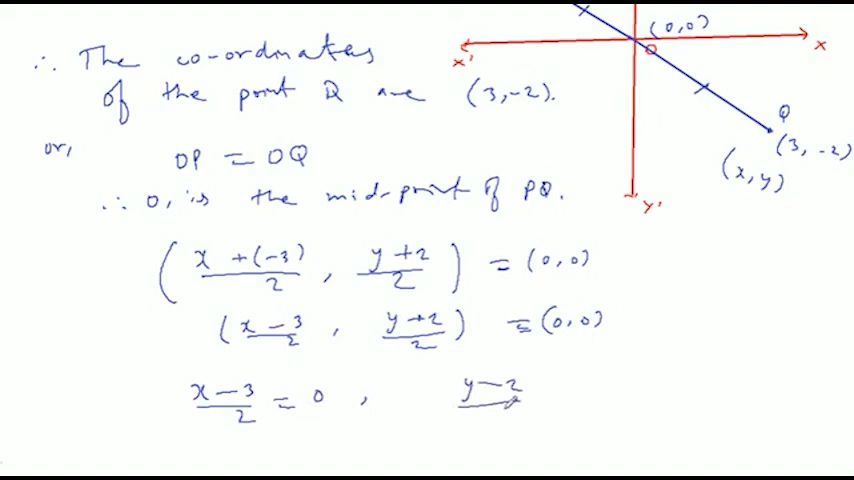 ∴ The co-ordinates
of the point Q are (3,-2).
or,
OP = OQ
∴ O, is the mid-point of PQ.
(x+(-3)/2, y+2/2) = (0,0)
(x-3/2, y+2/2) = (0,0)
x-3/2 = 0, y-2
(0,0)
X' O X
Q
(3,-2)
(x,y)
Y'